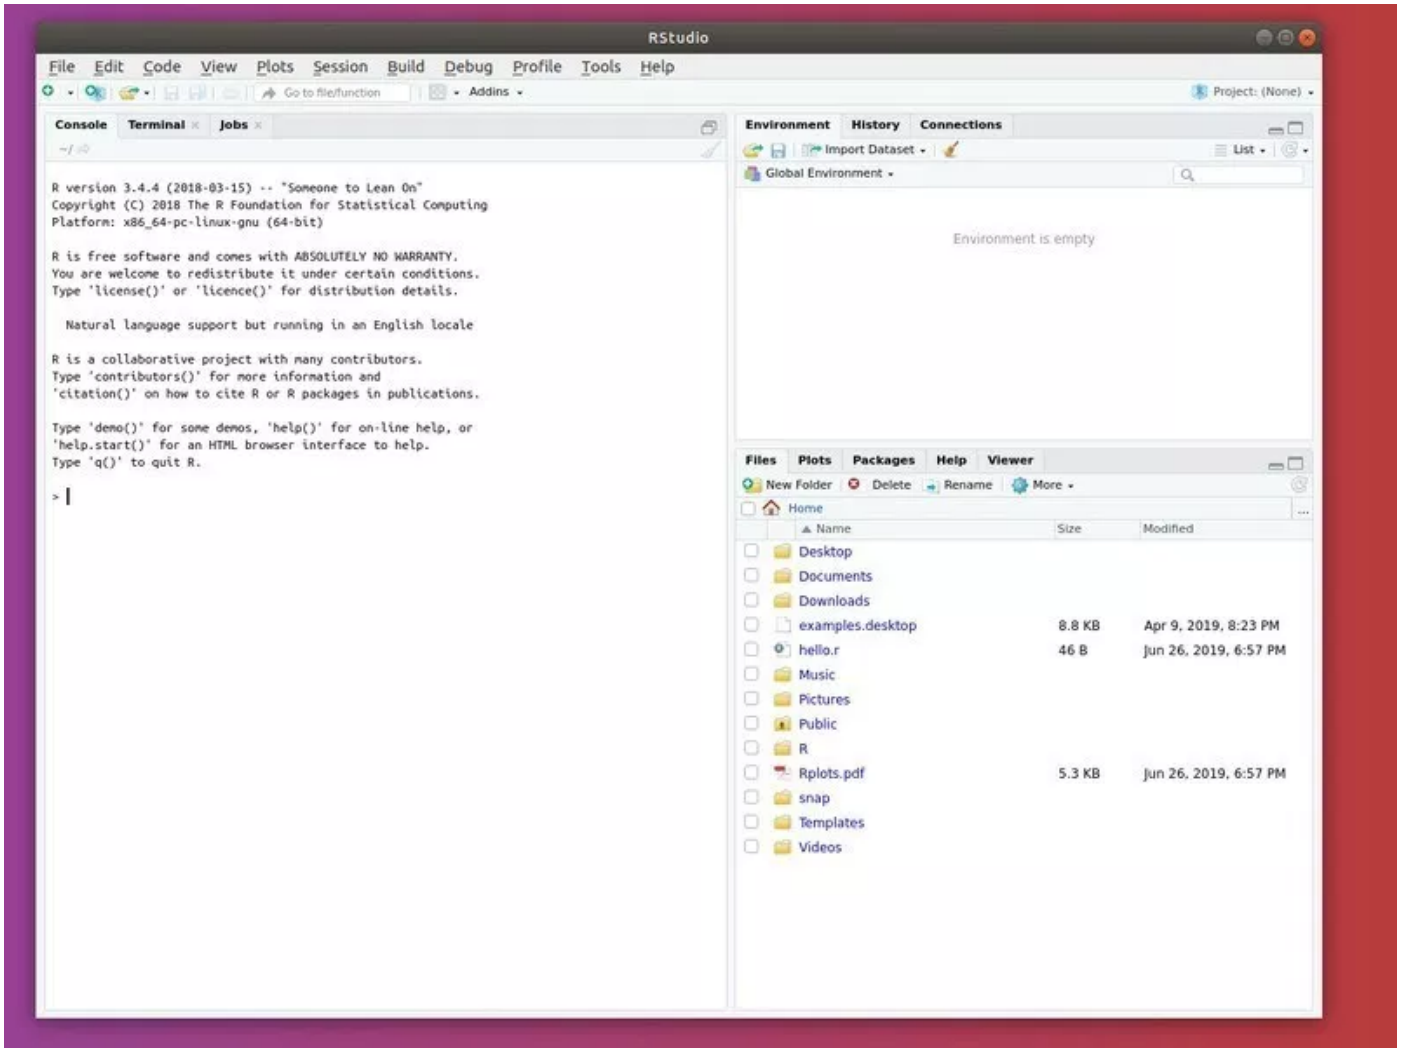 RStudio
File Edit Code View Plots Session Build Debug Profile Tools Help
Go to file/function Addins Project: (None)
Console Terminal Jobs
~/
R version 3.4.4 (2018-03-15) -- "Someone to Lean On"
Copyright (C) 2018 The R Foundation for Statistical Computing
Platform: x86_64-pc-linux-gnu (64-bit)
R is free software and comes with ABSOLUTELY NO WARRANTY.
You are welcome to redistribute it under certain conditions.
Type 'license()' or 'licence()' for distribution details.
Natural language support but running in an English locale
R is a collaborative project with many contributors.
Type 'contributors()' for more information and
'citation()' on how to cite R or R packages in publications.
Type 'demo()' for some demos, 'help()' for on-line help, or
'help.start()' for an HTML browser interface to help.
Type 'q()' to quit R.
>
Environment History Connections
Import Dataset List
Global Environment
Environment is empty
Files Plots Packages Help Viewer
New Folder Delete Rename More
Home ...
Name Size Modified
Desktop
Documents
Downloads
examples.desktop 8.8 KB Apr 9, 2019, 8:23 PM
hello.r 46 B Jun 26, 2019, 6:57 PM
Music
Pictures
Public
R
Rplots.pdf 5.3 KB Jun 26, 2019, 6:57 PM
snap
Templates
Videos